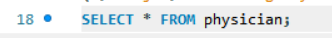 18 SELECT * FROM physician;